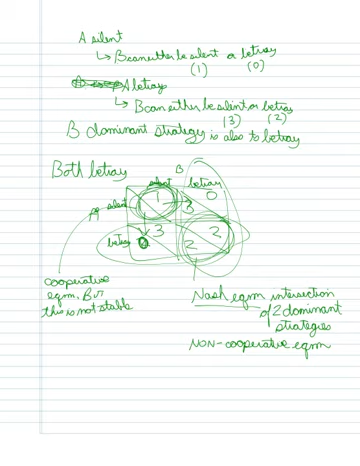 A silent
↳ B can either be silent or betray
(1) (0)
A betray
↳ B can either be silent or betray
(3) (2)
B dominant strategy is also to betray
Both betray
B
silent betray
A silent 1 3 0
betray 3 2 2
cooperative
eqm. But
this is not stable
Nash eqm intersection
of 2 dominant
strategies
NON-cooperative eqm